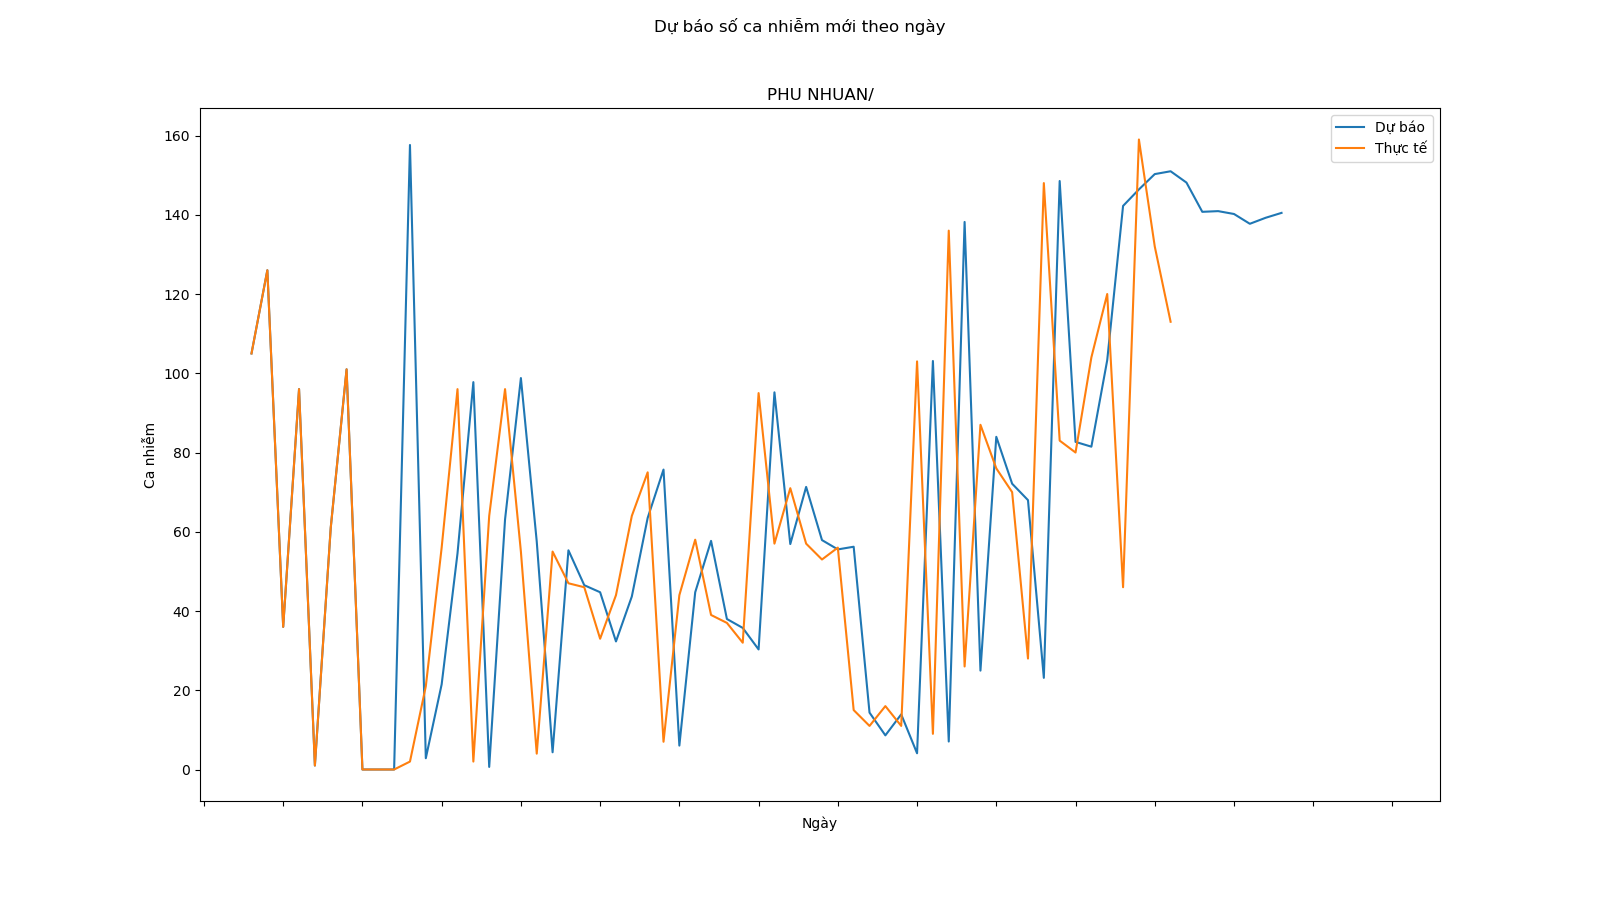 Dự báo số ca nhiễm mới theo ngày
PHU NHUAN/
Dự báo
Thực tế
160
140
120
100
80
60
40
20
0
Ca nhiễm
Ngày